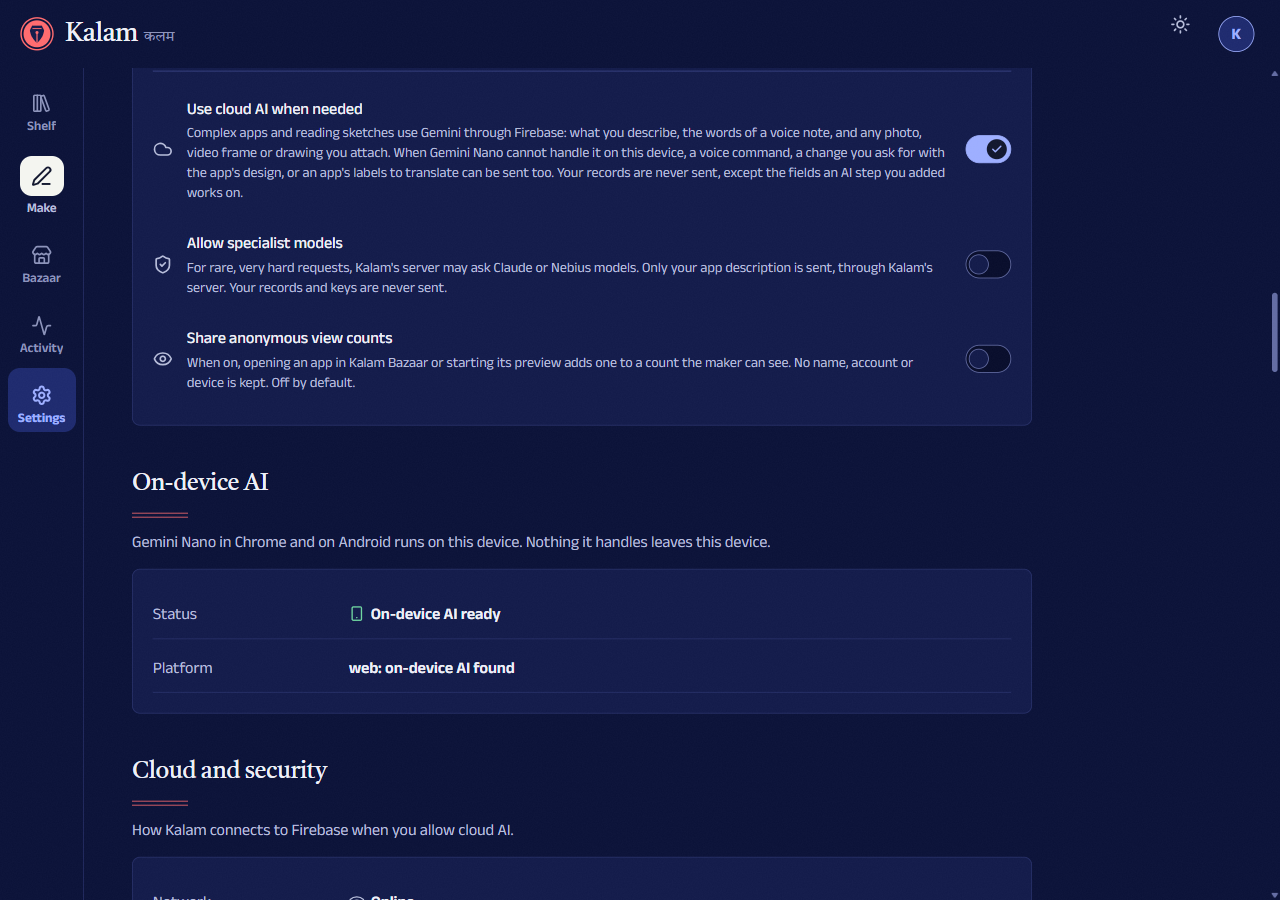 Kalam कलम
K
Shelf
Make
Bazaar
Activity
Settings
Use cloud AI when needed
Complex apps and reading sketches use Gemini through Firebase: what you describe, the words of a voice note, and any photo,
video frame or drawing you attach. When Gemini Nano cannot handle it on this device, a voice command, a change you ask for with
the app's design, or an app's labels to translate can be sent too. Your records are never sent, except the fields an AI step you added
works on.
Allow specialist models
For rare, very hard requests, Kalam's server may ask Claude or Nebius models. Only your app description is sent, through Kalam's
server. Your records and keys are never sent.
Share anonymous view counts
When on, opening an app in Kalam Bazaar or starting its preview adds one to a count the maker can see. No name, account or
device is kept. Off by default.
On-device AI
Gemini Nano in Chrome and on Android runs on this device. Nothing it handles leaves this device.
Status On-device AI ready
Platform web: on-device AI found
Cloud and security
How Kalam connects to Firebase when you allow cloud AI.
Network Online